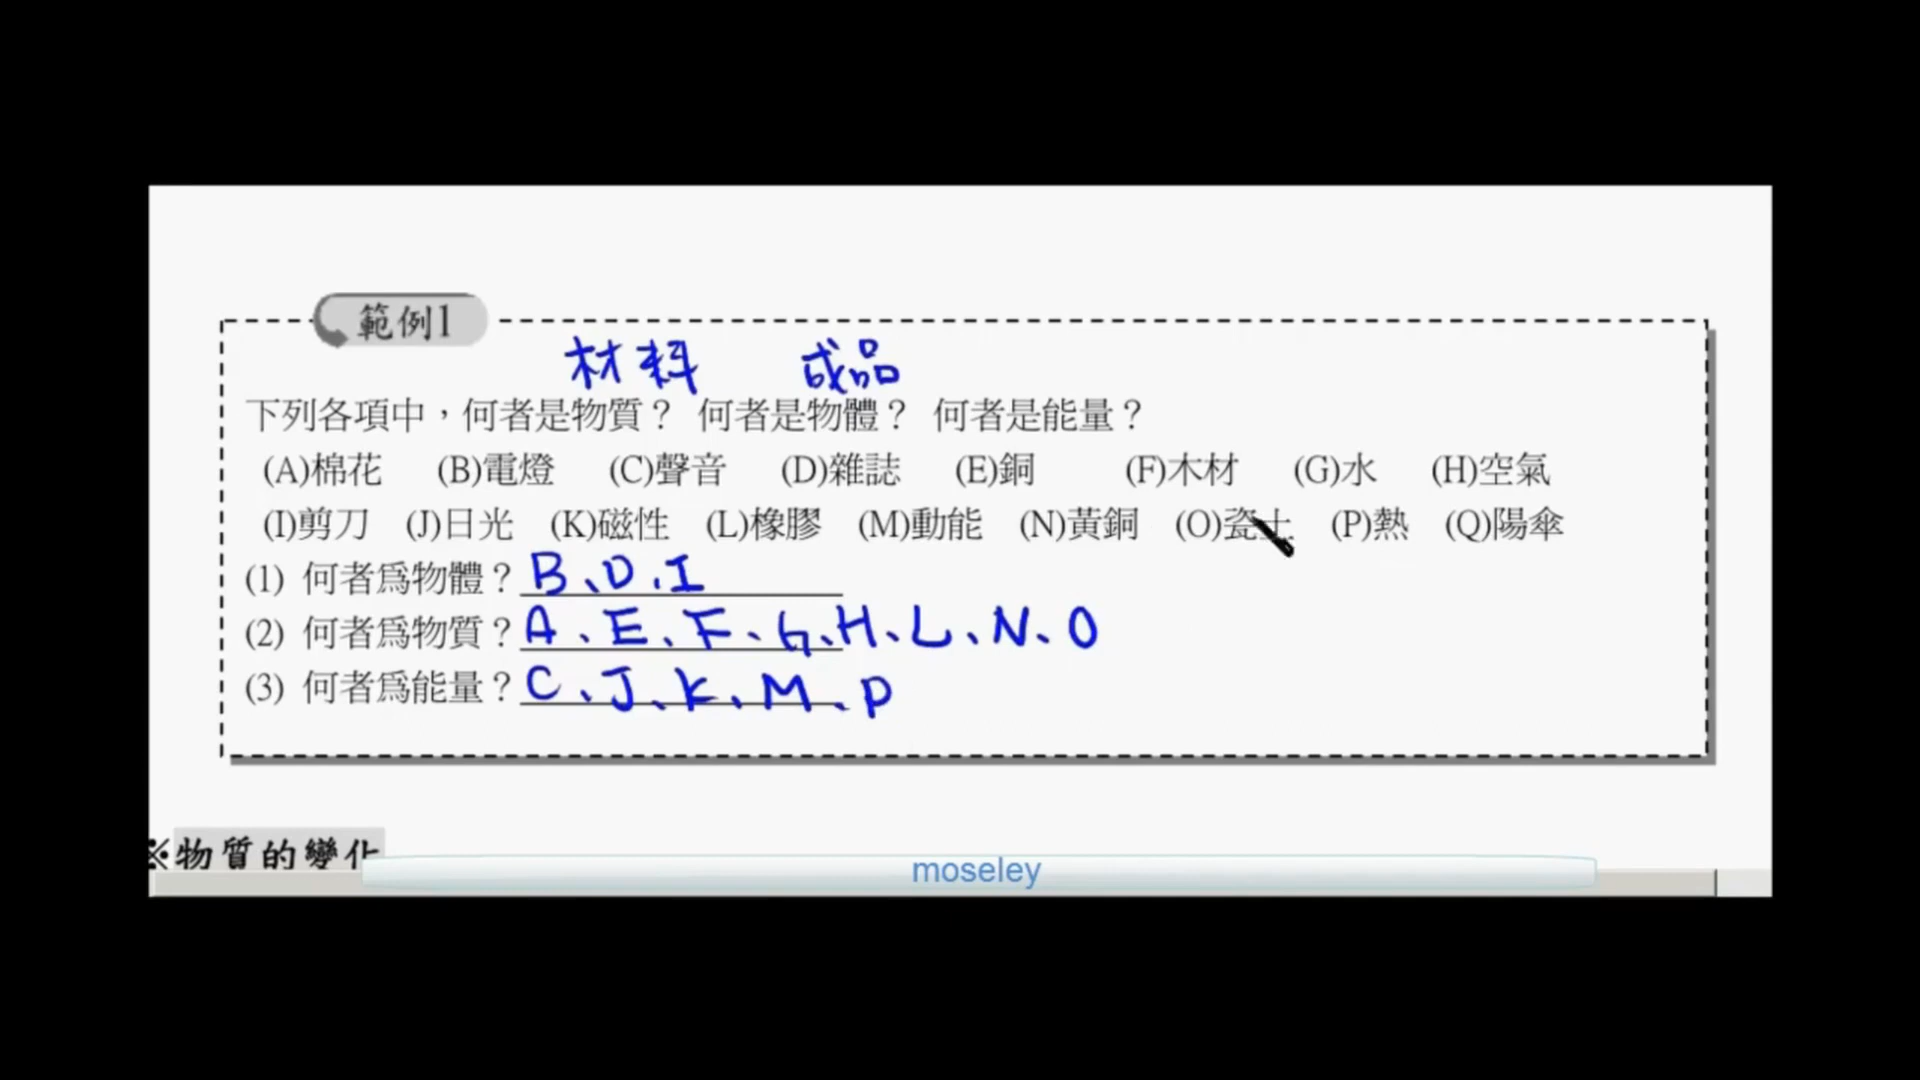 範例1
材料 成品
下列各項中，何者是物質？ 何者是物體？ 何者是能量？
(A)棉花 (B)電燈 (C)聲音 (D)雜誌 (E)銅 (F)木材 (G)水 (H)空氣
(I)剪刀 (J)日光 (K)磁性 (L)橡膠 (M)動能 (N)黃銅 (O)瓷土 (P)熱 (Q)陽傘
(1) 何者爲物體？B、D、I
(2) 何者爲物質？A、E、F、G、H、L、N、O
(3) 何者爲能量？C、J、K、M、P
※物質的變化
moseley